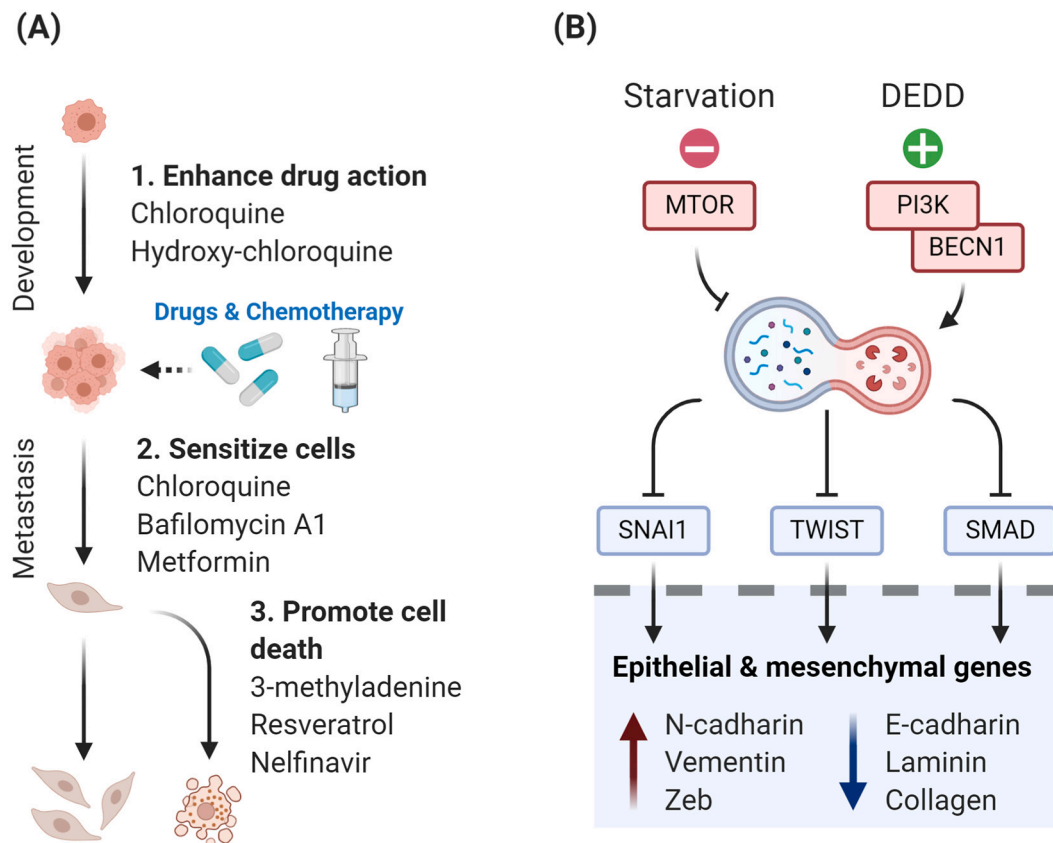 (A)
Development
1. Enhance drug action
Chloroquine
Hydroxy-chloroquine
Drugs & Chemotherapy
Metastasis
2. Sensitize cells
Chloroquine
Bafilomycin A1
Metformin
3. Promote cell
death
3-methyladenine
Resveratrol
Nelfinavir
(B)
Starvation
DEDD
MTOR
PI3K
BECN1
SNAI1
TWIST
SMAD
Epithelial & mesenchymal genes
N-cadharin
Vementin
Zeb
E-cadharin
Laminin
Collagen